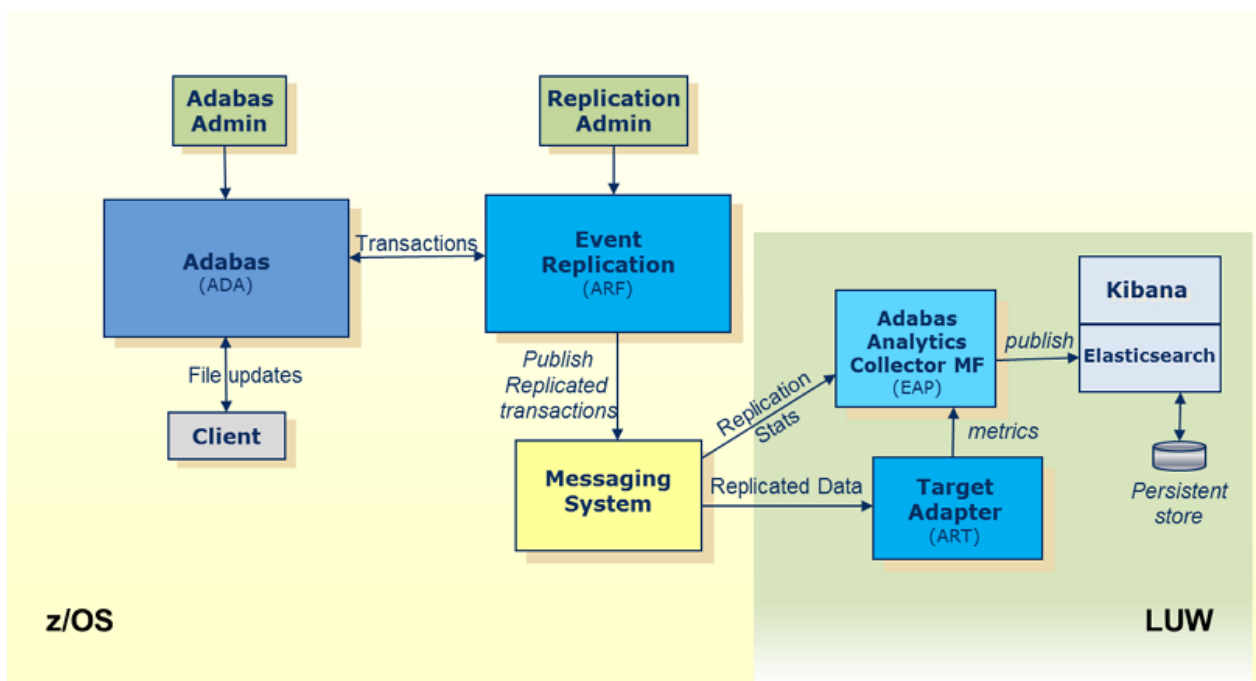 Adabas
Admin
Replication
Admin
Adabas
(ADA)
Transactions
Event
Replication
(ARF)
File updates
Client
Publish
Replicated
transactions
Messaging
System
Replication
Stats
Replicated Data
Adabas
Analytics
Collector MF
(EAP)
publish
Kibana
Elasticsearch
metrics
Target
Adapter
(ART)
Persistent
store
z/OS
LUW